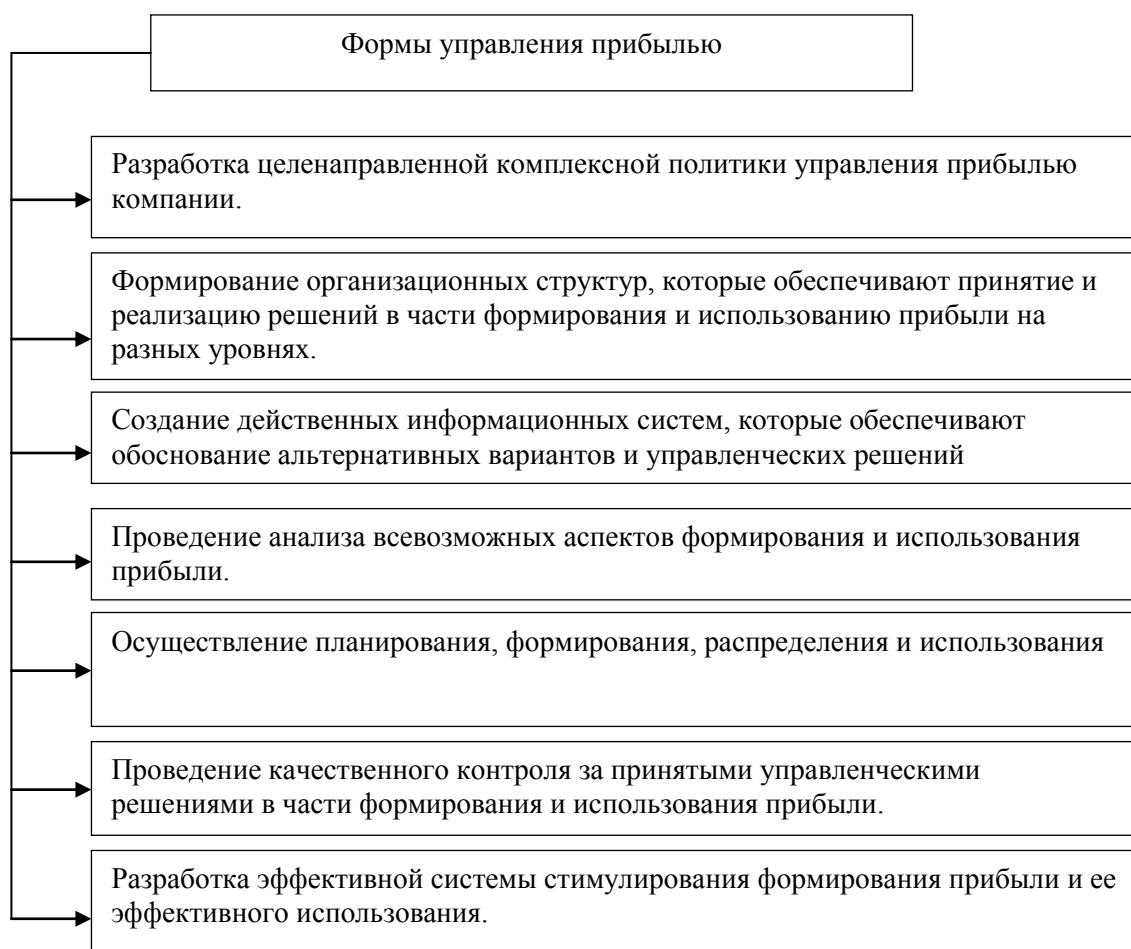 Формы управления прибылью
Разработка целенаправленной комплексной политики управления прибылью
компании.
Формирование организационных структур, которые обеспечивают принятие и
реализацию решений в части формирования и использованию прибыли на
разных уровнях.
Создание действенных информационных систем, которые обеспечивают
обоснование альтернативных вариантов и управленческих решений
Проведение анализа всевозможных аспектов формирования и использования
прибыли.
Осуществление планирования, формирования, распределения и использования
Проведение качественного контроля за принятыми управленческими
решениями в части формирования и использования прибыли.
Разработка эффективной системы стимулирования формирования прибыли и ее
эффективного использования.